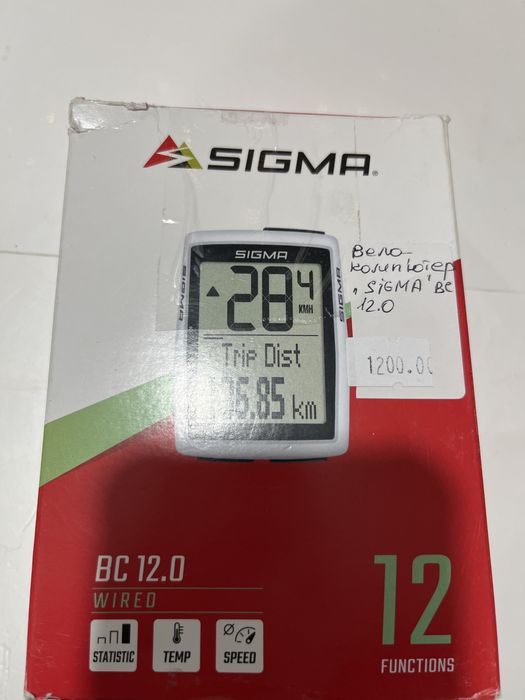 SIGMA
SIGMA
28 4
KMH
Trip Dist
6.85 km
SIGMA
SIGMA
Вело-
компютер
"SiGMA" BC
12.0
1200.00
BC 12.0
WIRED
STATISTIC
TEMP
SPEED
12
FUNCTIONS